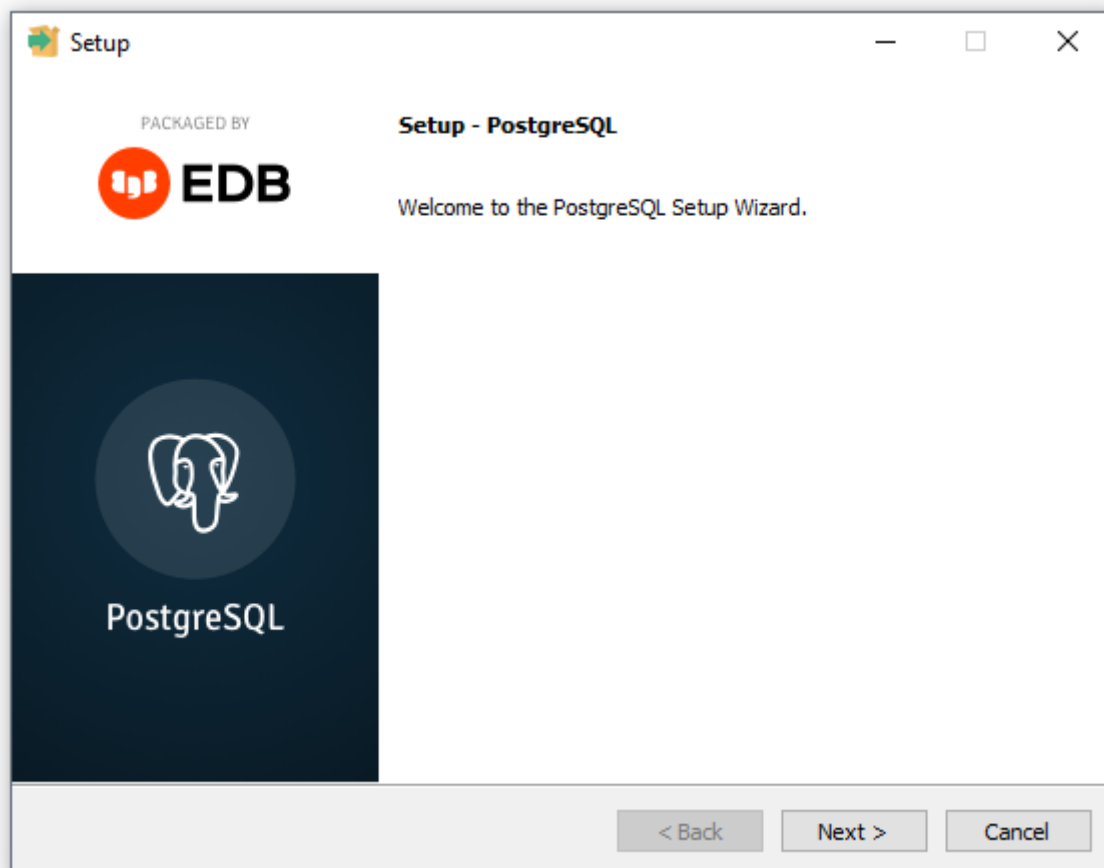 Setup
PACKAGED BY
EDB
Setup - PostgreSQL
Welcome to the PostgreSQL Setup Wizard.
PostgreSQL
< Back
Next >
Cancel